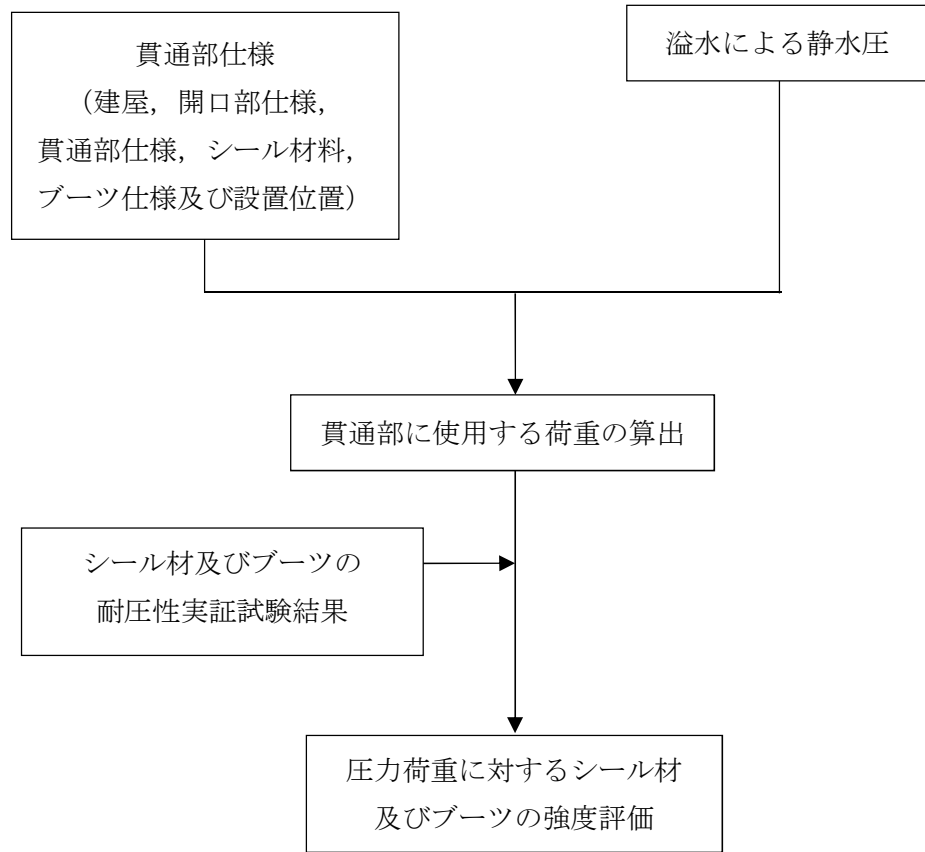 貫通部仕様
(建屋，開口部仕様，
貫通部仕様，シール材料，
ブーツ仕様及び設置位置)
溢水による静水圧
貫通部に使用する荷重の算出
シール材及びブーツの
耐圧性実証試験結果
圧力荷重に対するシール材
及びブーツの強度評価